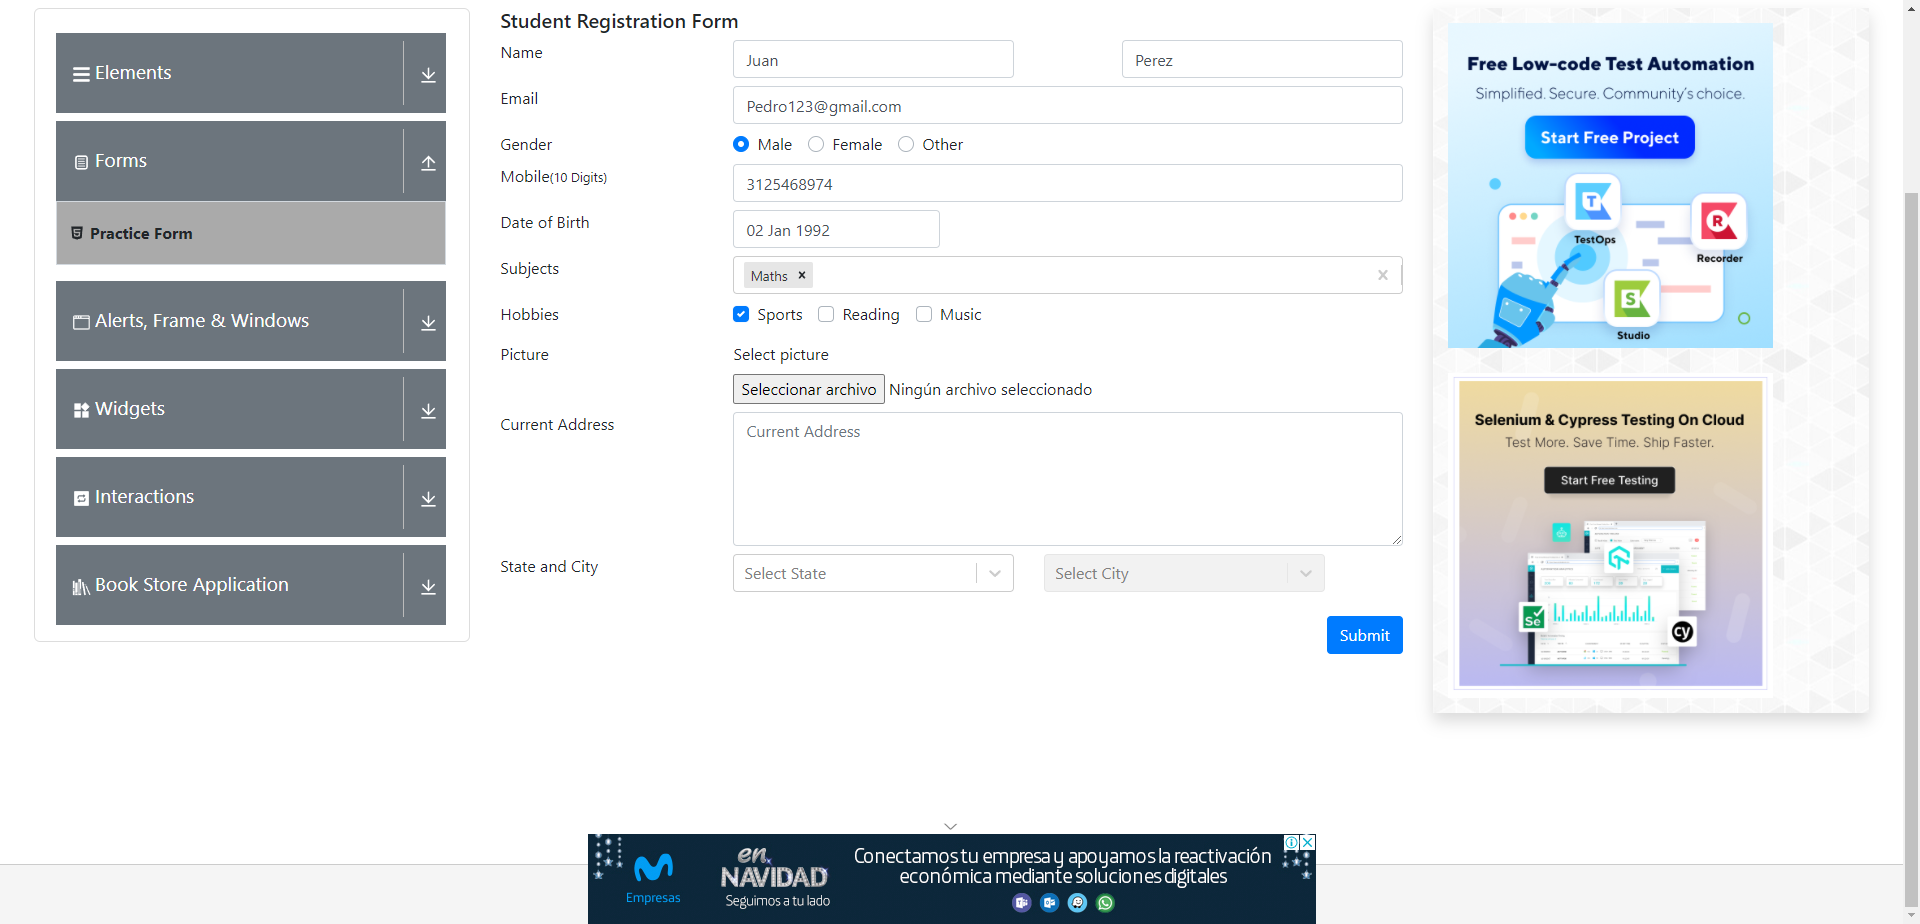 Elements
Forms
Practice Form
Alerts, Frame & Windows
Widgets
Interactions
Book Store Application
Student Registration Form
Name
Juan
Perez
Email
Pedro123@gmail.com
Gender
Male
Female
Other
Mobile(10 Digits)
3125468974
Date of Birth
02 Jan 1992
Subjects
Maths
Hobbies
Sports
Reading
Music
Picture
Select picture
Seleccionar archivo Ningún archivo seleccionado
Current Address
Current Address
State and City
Select State
Select City
Submit
Free Low-code Test Automation
Simplified. Secure. Community's choice.
Start Free Project
TestOps
Recorder
Studio
Selenium & Cypress Testing On Cloud
Test More. Save Time. Ship Faster.
Start Free Testing
Se
cy
Empresas
en
NAVIDAD
Seguimos a tu lado
Conectamos tu empresa y apoyamos la reactivación
económica mediante soluciones digitales